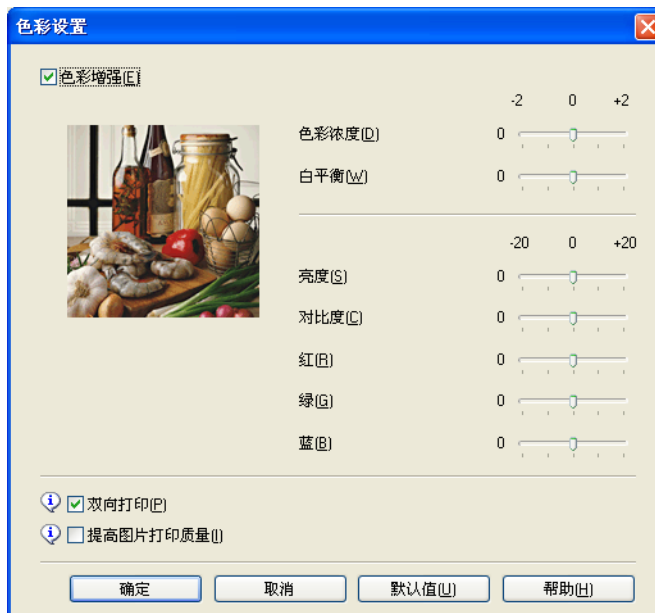 色彩设置
色彩增强(E)
-2 0 +2
色彩浓度(D) 0
白平衡(W) 0
-20 0 +20
亮度(S) 0
对比度(C) 0
红(R) 0
绿(G) 0
蓝(B) 0
双向打印(P)
提高图片打印质量(I)
确定 取消 默认值(U) 帮助(H)